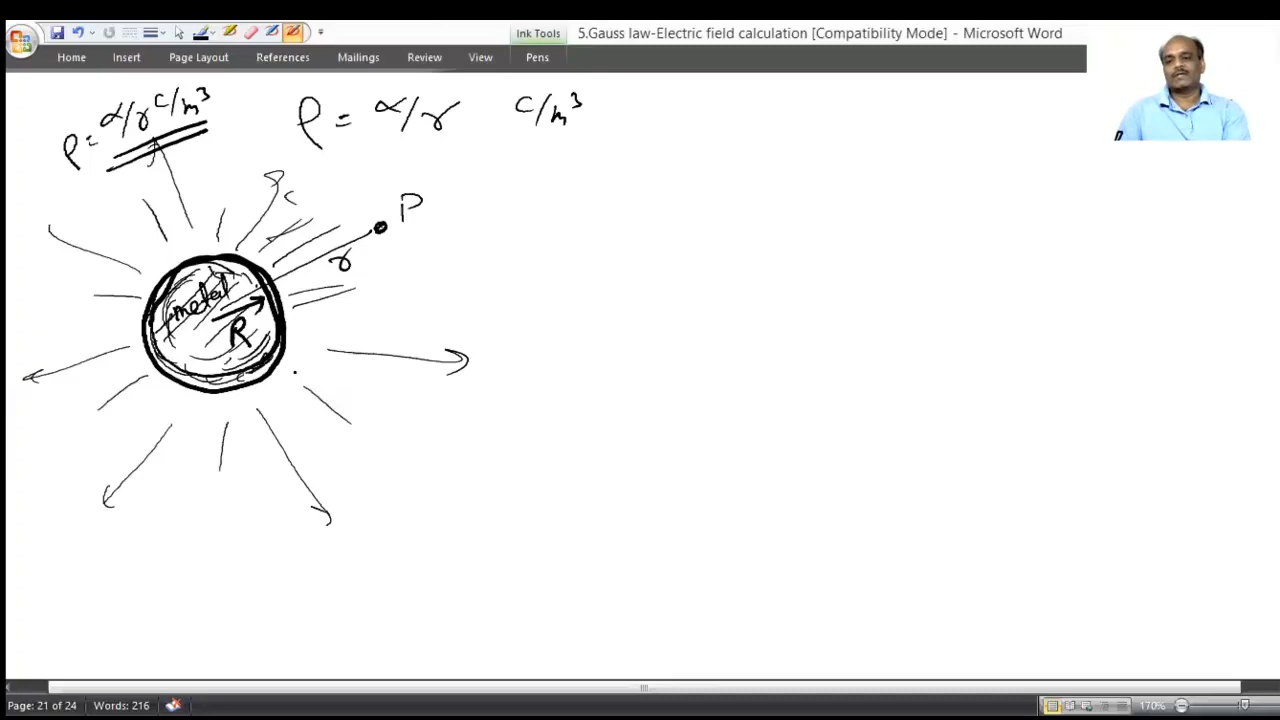 Ink Tools
5.Gauss law-Electric field calculation [Compatibility Mode] - Microsoft Word
Home Insert Page Layout References Mailings Review View Pens
ρ = α/r C/m³
ρ = α/r C/m³
P
r
metal
R
Page: 21 of 24 Words: 216 170%